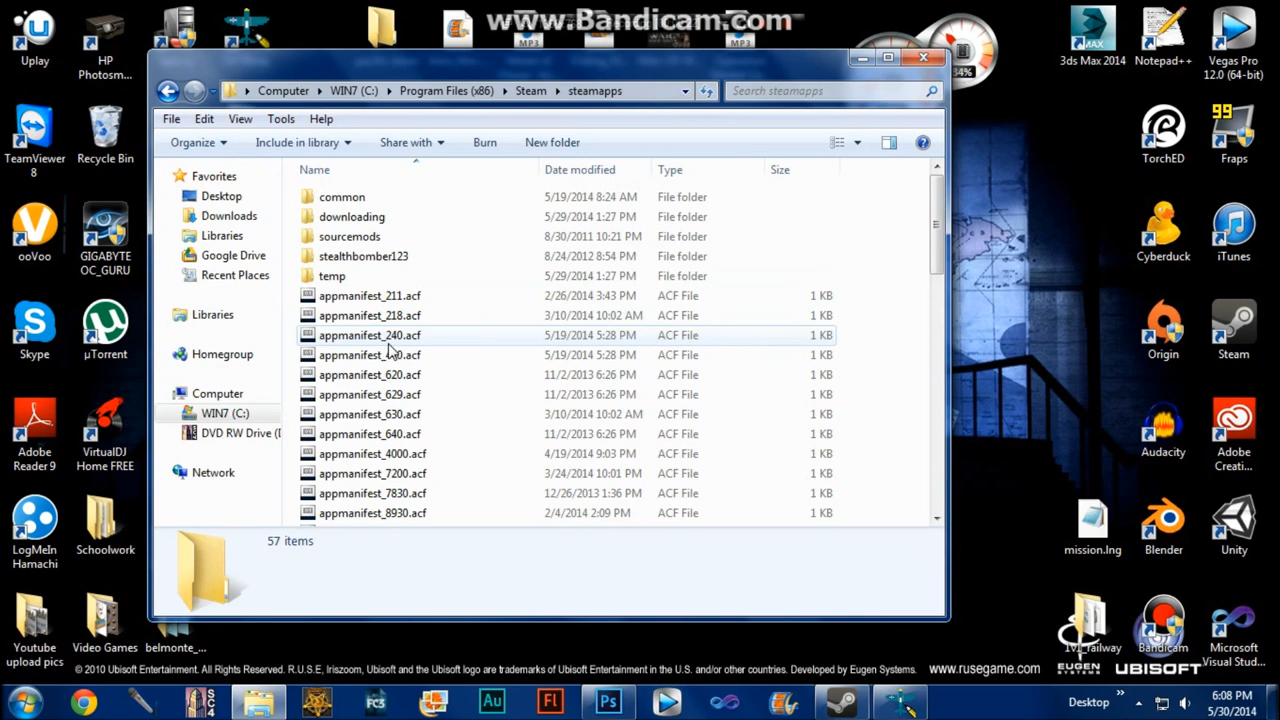 www.Bandicam.com
Uplay
HP Photosm...
3ds Max 2014
Notepad++
Vegas Pro 12.0 (64-bit)
34%
MP3
MP3
Computer
WIN7 (C:)
Program Files (x86)
Steam
steamapps
Search steamapps
File
Edit
View
Tools
Help
Organize
Include in library
Share with
Burn
New folder
Name
Date modified
Type
Size
Favorites
Desktop
Downloads
Libraries
Google Drive
Recent Places
Libraries
Homegroup
Computer
WIN7 (C:)
DVD RW Drive (
Network
common 5/19/2014 8:24 AM File folder
downloading 5/29/2014 1:27 PM File folder
sourcemods 8/30/2011 10:21 PM File folder
stealthbomber123 8/24/2012 8:54 PM File folder
temp 5/29/2014 1:27 PM File folder
appmanifest_211.acf 2/26/2014 3:43 PM ACF File 1 KB
appmanifest_218.acf 3/10/2014 10:02 AM ACF File 1 KB
appmanifest_240.acf 5/19/2014 5:28 PM ACF File 1 KB
5/19/2014 5:28 PM ACF File 1 KB
appmanifest_620.acf 11/2/2013 6:26 PM ACF File 1 KB
appmanifest_629.acf 11/2/2013 6:26 PM ACF File 1 KB
appmanifest_630.acf 3/10/2014 10:02 AM ACF File 1 KB
appmanifest_640.acf 11/2/2013 6:26 PM ACF File 1 KB
appmanifest_4000.acf 4/19/2014 9:03 PM ACF File 1 KB
appmanifest_7200.acf 3/24/2014 10:01 PM ACF File 1 KB
appmanifest_7830.acf 12/26/2013 1:36 PM ACF File 1 KB
appmanifest_8930.acf 2/4/2014 2:09 PM ACF File 1 KB
57 items
TeamViewer 8
Recycle Bin
ooVoo
GIGABYTE OC_GURU
Skype
µTorrent
Adobe Reader 9
VirtualDJ Home FREE
LogMeIn Hamachi
Schoolwork
Youtube upload pics
Video Games
belmonte_...
TorchED
99
Fraps
Cyberduck
iTunes
Origin
Steam
Audacity
Adobe Creati...
mission.lng
Blender
Unity
1vl_railway
Bandicam
Microsoft Visual Stud...
© 2010 Ubisoft Entertainment. All Rights Reserved. R.U.S.E, Iriszoom, Ubisoft and the Ubisoft logo are trademarks of Ubisoft Entertainment in the U.S. and/or other countries. Developed by Eugen Systems.
www.rusegame.com
EUGEN SYSTEMS
UBISOFT
SC4
FC3
Au
Fl
Ps
Desktop
6:08 PM
5/30/2014